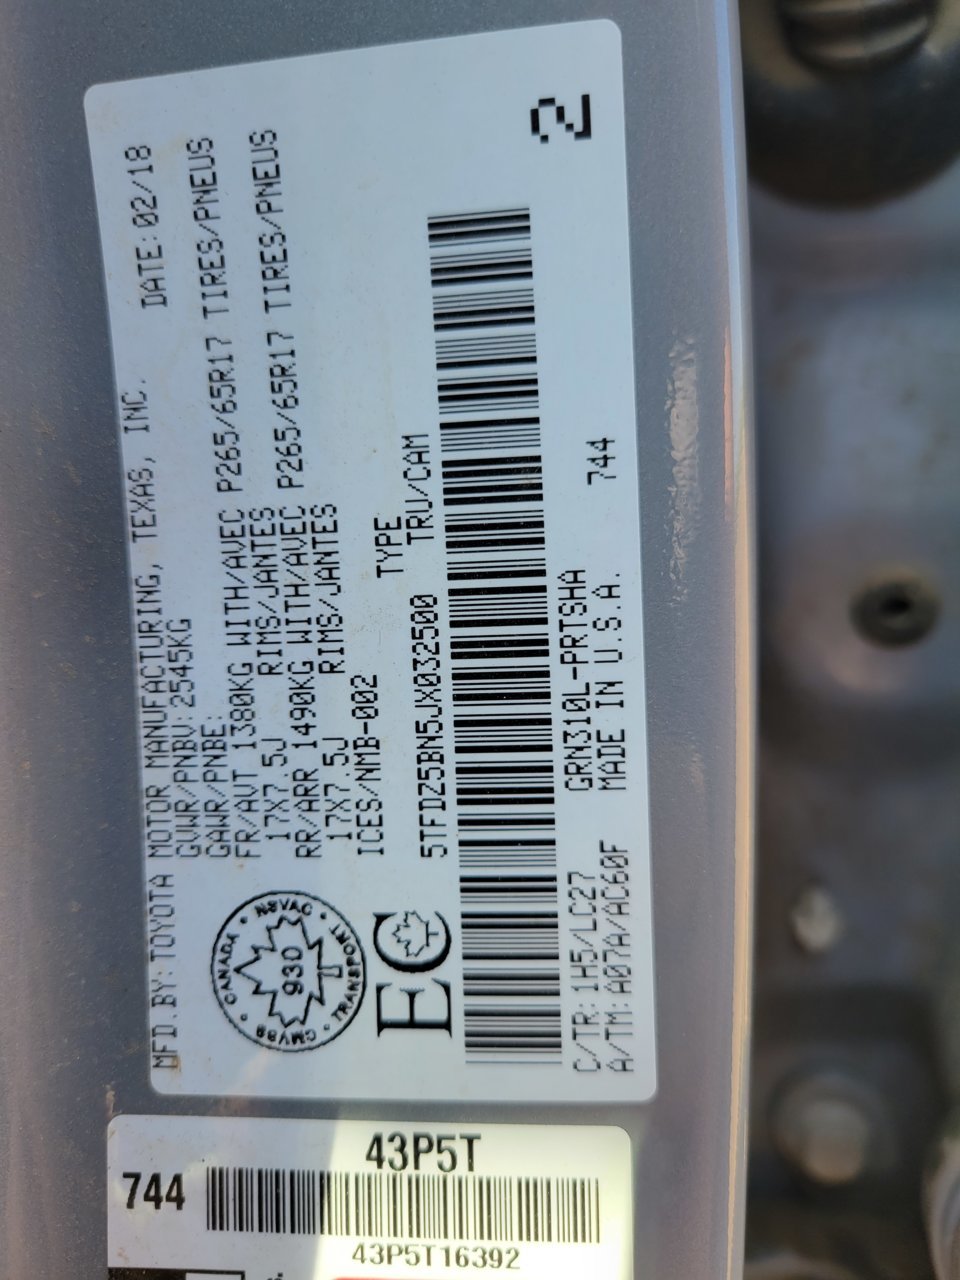 MFD.BY:TOYOTA MOTOR MANUFACTURING, TEXAS, INC. DATE:02/18
GVWR/PNBV:2545KG
GAWR/PNBE:
FR/AVT 1380KG WITH/AVEC P265/65R17 TIRES/PNEUS
17X7.5J RIMS/JANTES
RR/ARR 1490KG WITH/AVEC P265/65R17 TIRES/PNEUS
17X7.5J RIMS/JANTES
ICES/NMB-002 TYPE
5TFDZ5BN5JX032500 TRU/CAM
CANADA • NSVAC • TRANSPORT • CMVSS •
930
T
EC
2
C/TR: 1H5/LC27 GRN310L-PRTSHA 744
A/TM: A07A/AC60F MADE IN U.S.A.
43P5T
744
43P5T16392